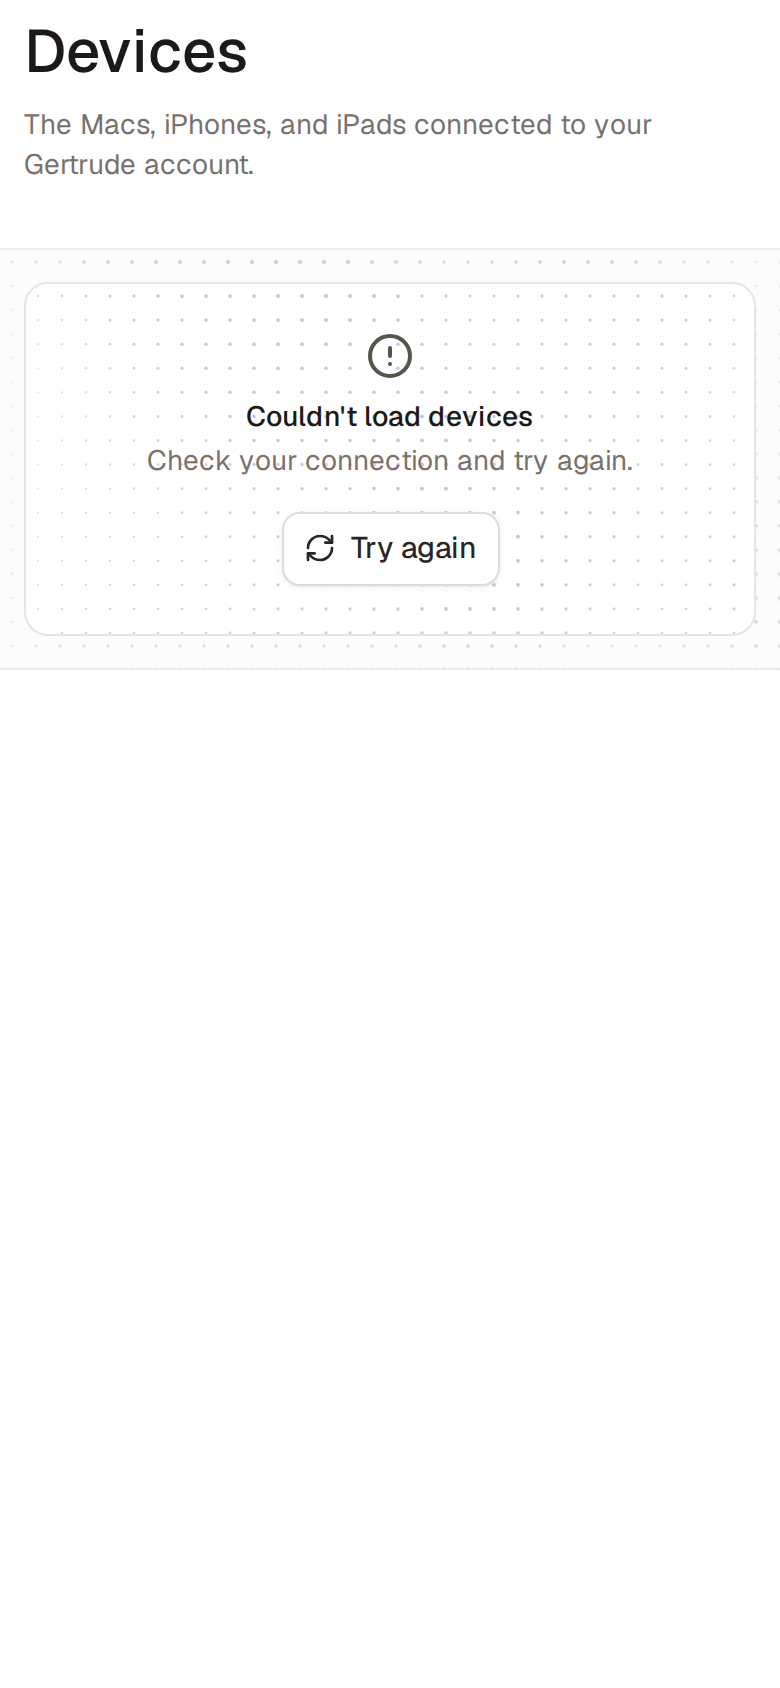 Devices
The Macs, iPhones, and iPads connected to your
Gertrude account.
Couldn't load devices
Check your connection and try again.
Try again